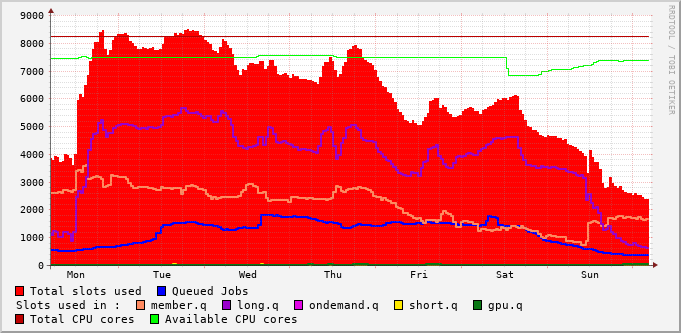 RRDTOOL / TOBI OETIKER
9000
8000
7000
6000
5000
4000
3000
2000
1000
0
Mon Tue Wed Thu Fri Sat Sun
Total slots used Queued Jobs
Slots used in : member.q long.q ondemand.q short.q gpu.q
Total CPU cores Available CPU cores